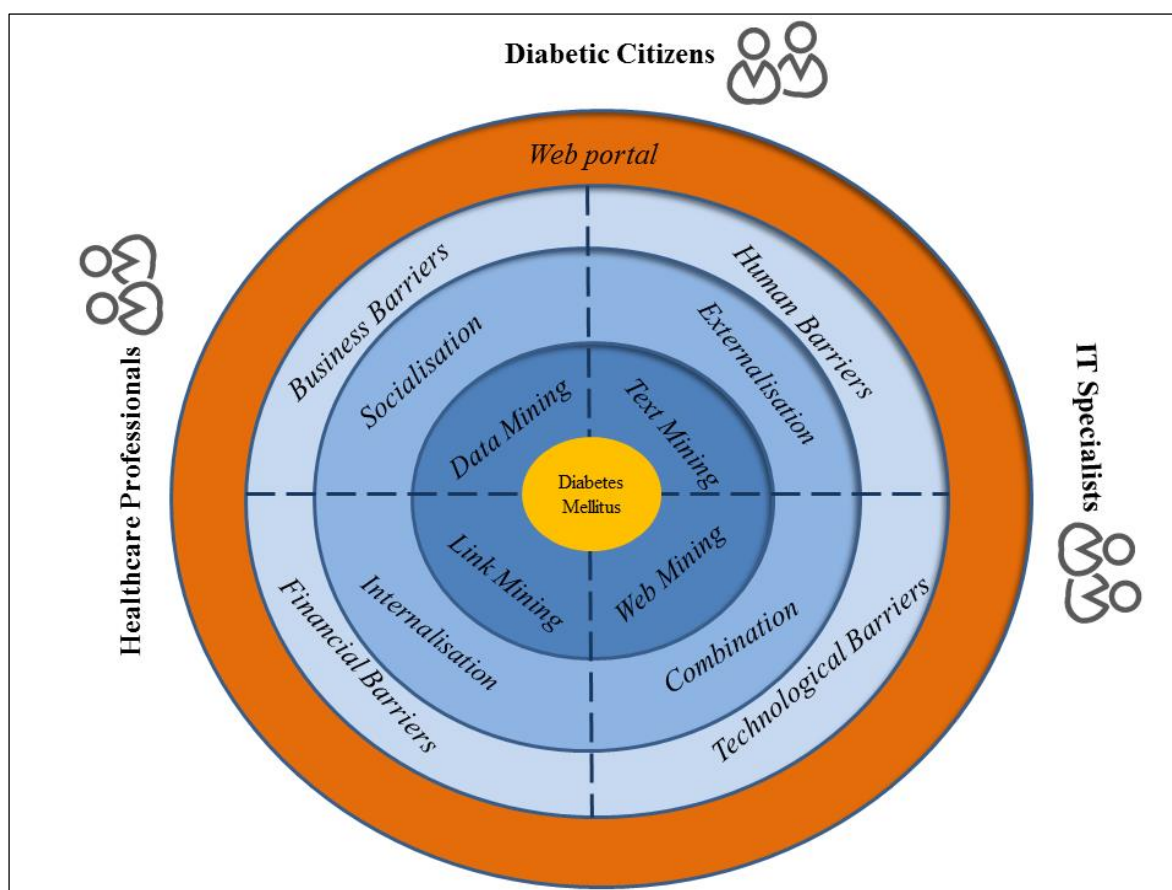 Diabetic Citizens
Web portal
Business Barriers
Human Barriers
Socialisation
Externalisation
Data Mining
Text Mining
Diabetes
Mellitus
Link Mining
Web Mining
Internalisation
Combination
Financial Barriers
Technological Barriers
Healthcare Professionals
IT Specialists